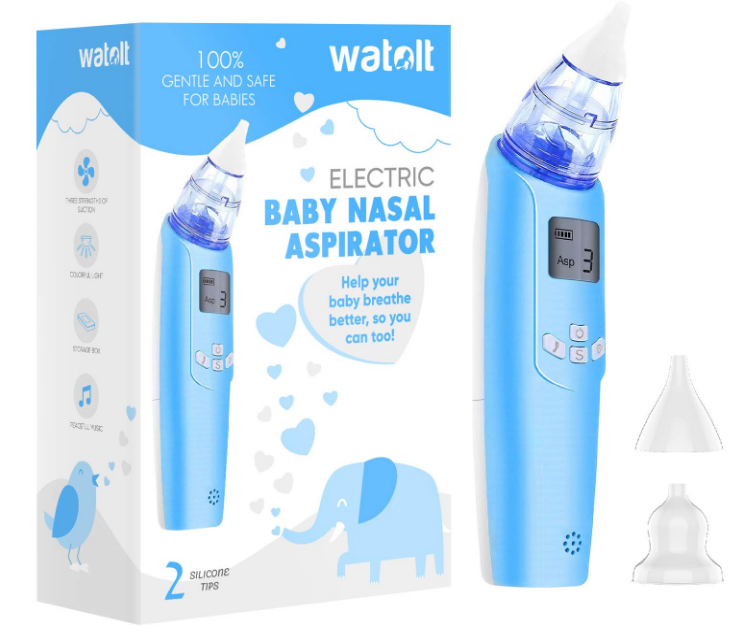 watolt
THREE STRENGTHS OF
SUCTION
COLORFUL LIGHT
STORAGE BOX
PEACEFUL MUSIC
100%
GENTLE AND SAFE
FOR BABIES
watolt
ELECTRIC
BABY NASAL
ASPIRATOR
Help your
baby breathe
better, so you
can too!
Asp 3
S
2 SILICONE
TIPS
Asp 3
S